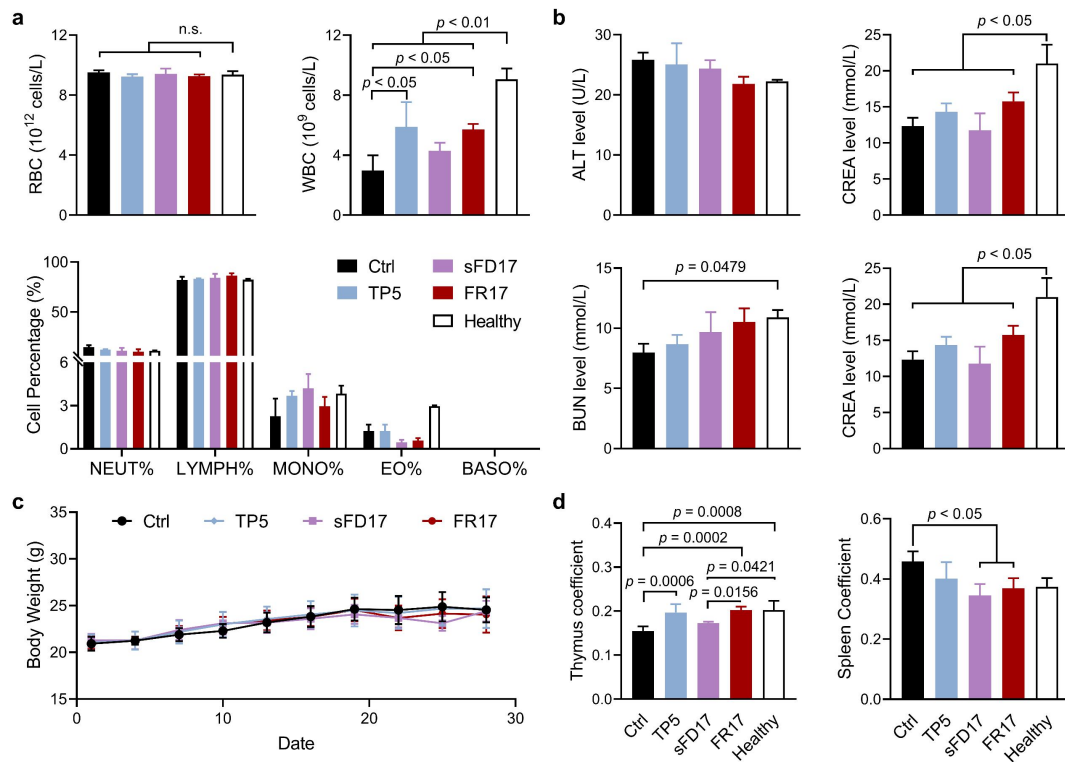 a
RBC (10^12 cells/L)
12
8
4
0
n.s.
WBC (10^9 cells/L)
12
8
4
0
p < 0.01
p < 0.05
p < 0.05
Cell Percentage (%)
100
50
6
3
0
NEUT% LYMPH% MONO% EO% BASO%
Ctrl
TP5
sFD17
FR17
Healthy
b
ALT level (U/L)
30
20
10
0
CREA level (mmol/L)
25
20
15
10
5
0
p < 0.05
BUN level (mmol/L)
15
10
5
0
p = 0.0479
CREA level (mmol/L)
25
20
15
10
5
0
p < 0.05
c
Ctrl TP5 sFD17 FR17
Body Weight (g)
30
25
20
15
0 10 20 30
Date
d
Thymus coefficient
0.4
0.3
0.2
0.1
0.0
p = 0.0008
p = 0.0002
p = 0.0421
p = 0.0006
p = 0.0156
Ctrl TP5 sFD17 FR17 Healthy
Spleen Coefficient
0.6
0.4
0.2
0.0
p < 0.05
Ctrl TP5 sFD17 FR17 Healthy